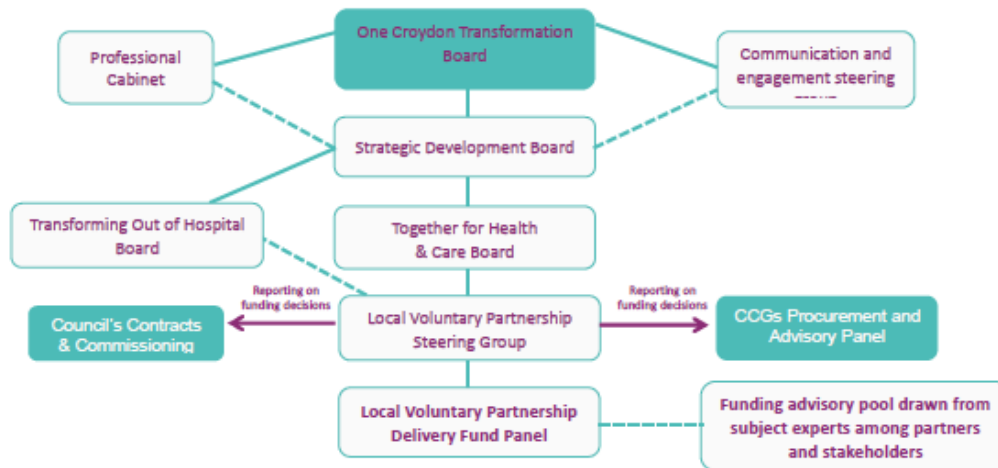 One Croydon Transformation
Board
Professional
Cabinet
Communication and
engagement steering
Strategic Development Board
Transforming Out of Hospital
Board
Together for Health
& Care Board
Reporting on
funding decisions
Reporting on
funding decisions
Council's Contracts
& Commissioning
Local Voluntary Partnership
Steering Group
CCGs Procurement and
Advisory Panel
Local Voluntary Partnership
Delivery Fund Panel
Funding advisory pool drawn from
subject experts among partners
and stakeholders